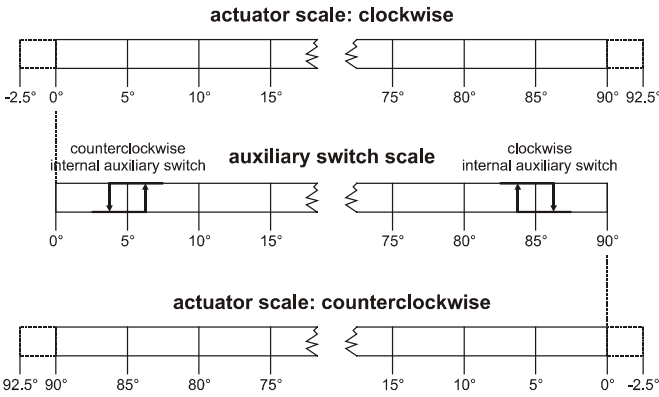 actuator scale: clockwise
-2.5° 0° 5° 10° 15° 75° 80° 85° 90° 92.5°
counterclockwise
internal auxiliary switch
auxiliary switch scale
clockwise
internal auxiliary switch
0° 5° 10° 15° 75° 80° 85° 90°
actuator scale: counterclockwise
92.5° 90° 85° 80° 75° 15° 10° 5° 0° -2.5°